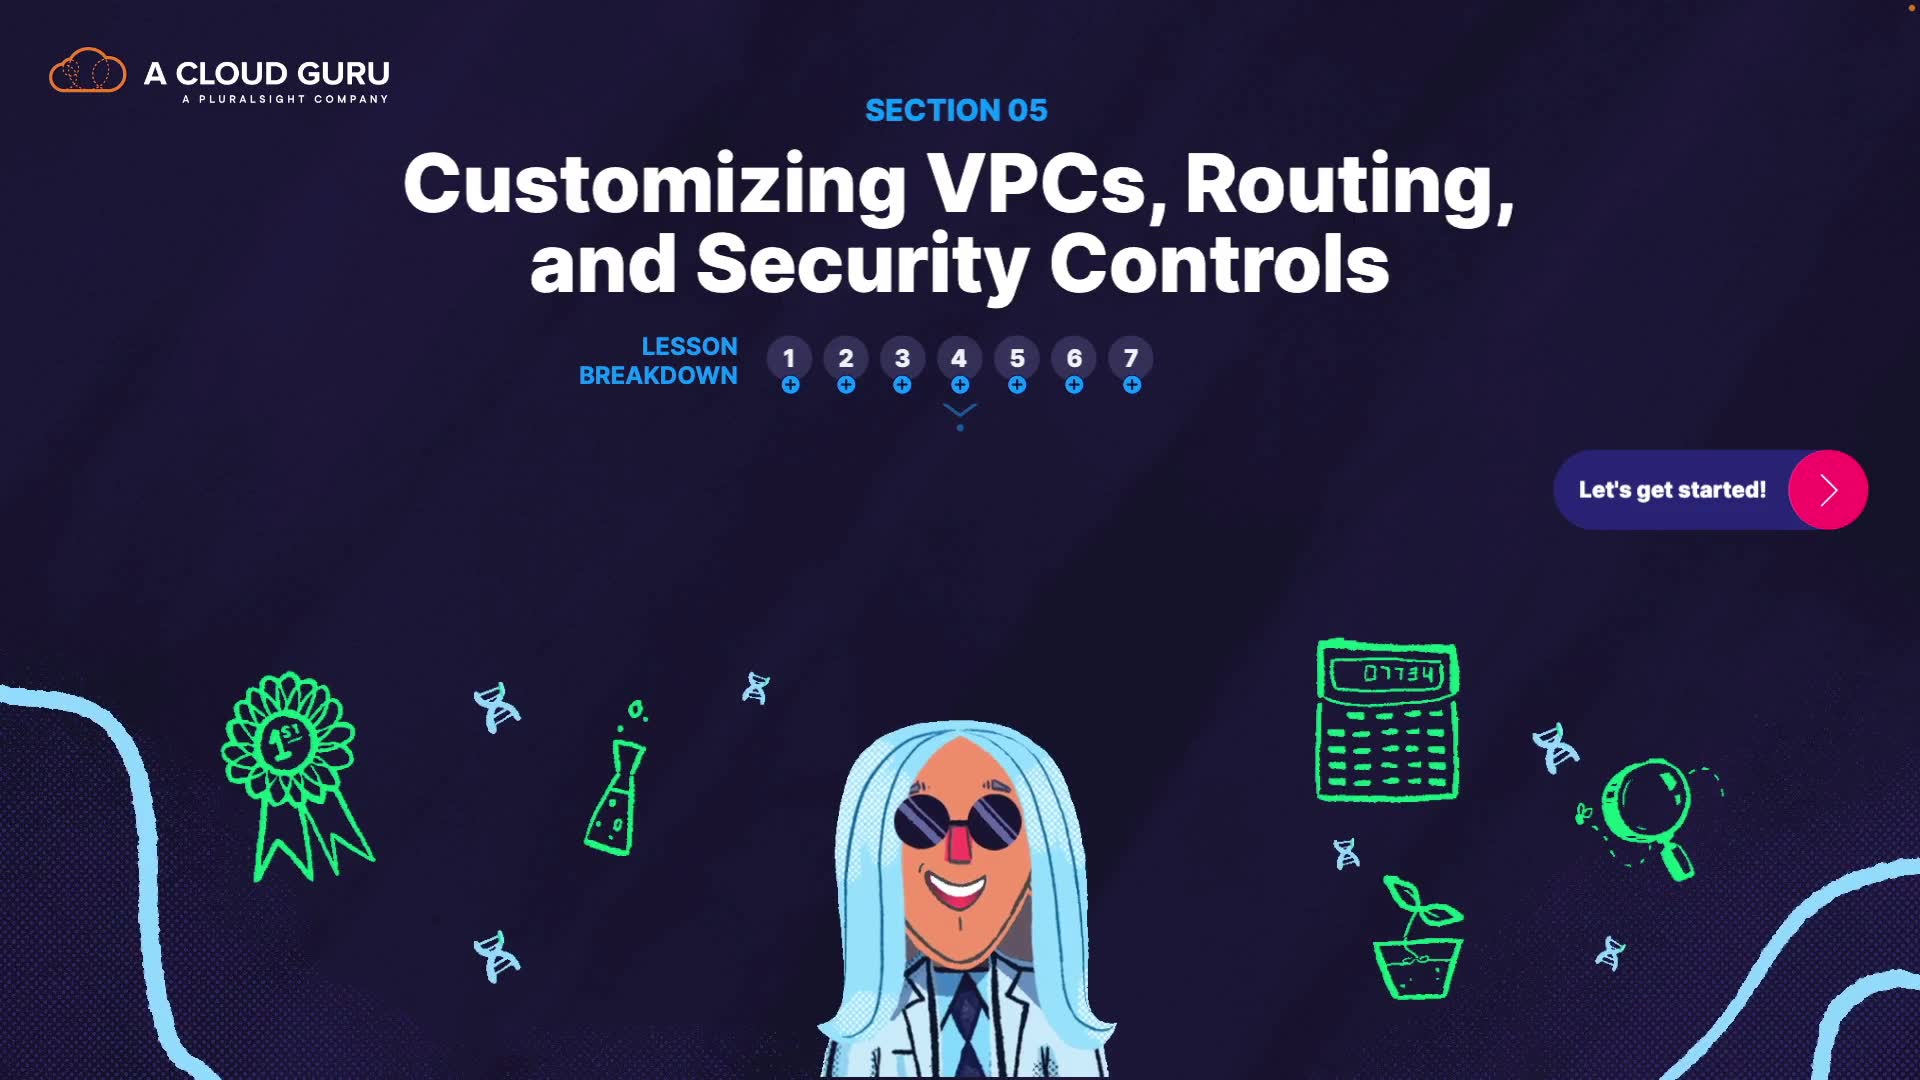 A CLOUD GURU
A PLURALSIGHT COMPANY
SECTION 05
Customizing VPCs, Routing,
and Security Controls
LESSON
BREAKDOWN
1 2 3 4 5 6 7
Let's get started!
07734
1ST